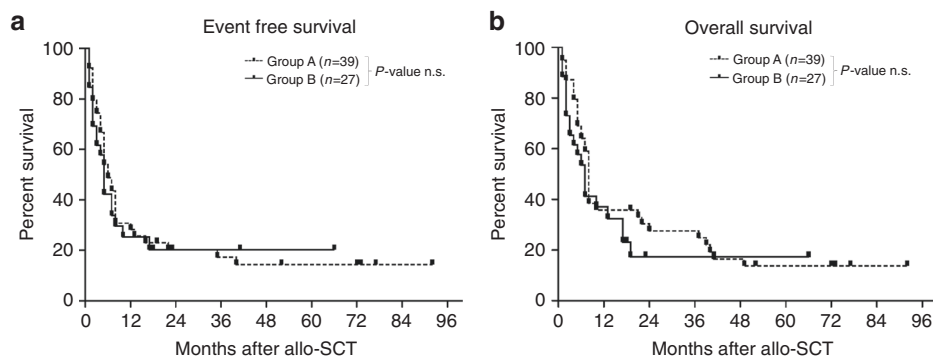 a
Event free survival
100
80
60
40
20
0
Percent survival
Group A (n=39)
Group B (n=27)
P-value n.s.
0 12 24 36 48 60 72 84 96
Months after allo-SCT
b
Overall survival
100
80
60
40
20
0
Percent survival
Group A (n=39)
Group B (n=27)
P-value n.s.
0 12 24 36 48 60 72 84 96
Months after allo-SCT